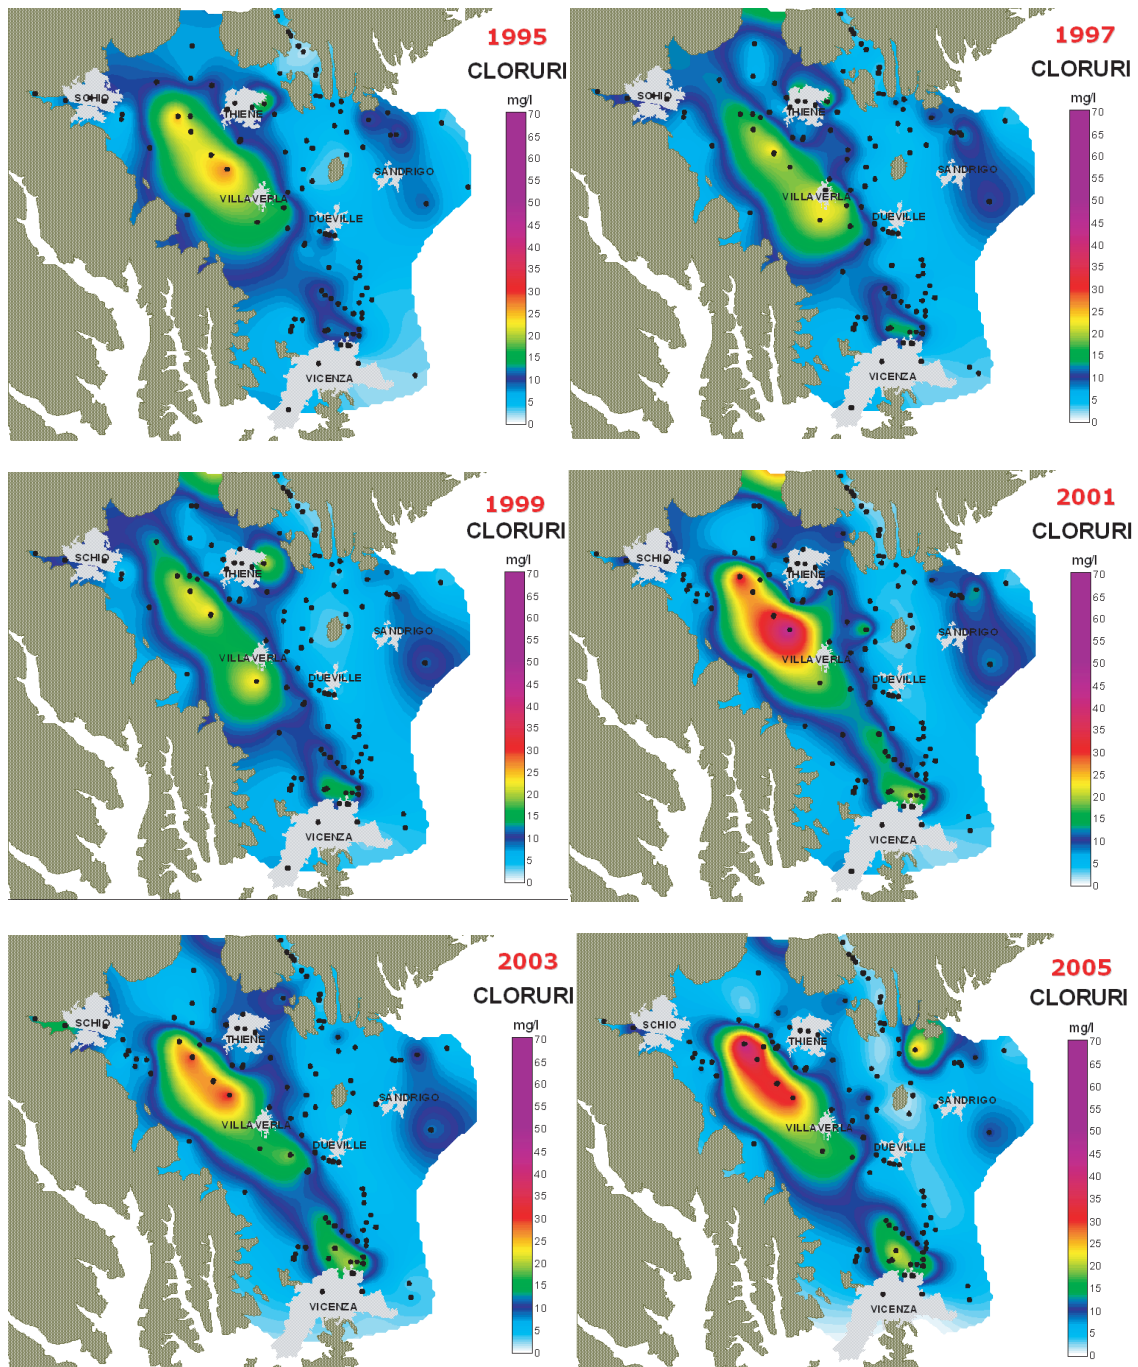 1995
CLORURI
mg/l
70
65
60
55
50
45
40
35
30
25
20
15
10
5
0
SCHIO
THIENE
SANDRIGO
VILLAVERLA
DUEVILLE
VICENZA
1997
CLORURI
mg/l
70
65
60
55
50
45
40
35
30
25
20
15
10
5
0
SCHIO
THIENE
SANDRIGO
VILLAVERLA
DUEVILLE
VICENZA
1999
CLORURI
mg/l
70
65
60
55
50
45
40
35
30
25
20
15
10
5
0
SCHIO
THIENE
SANDRIGO
VILLAVERLA
DUEVILLE
VICENZA
2001
CLORURI
mg/l
70
65
60
55
50
45
40
35
30
25
20
15
10
5
0
SCHIO
THIENE
SANDRIGO
VILLAVERLA
DUEVILLE
VICENZA
2003
CLORURI
mg/l
70
65
60
55
50
45
40
35
30
25
20
15
10
5
0
SCHIO
THIENE
SANDRIGO
VILLAVERLA
DUEVILLE
VICENZA
2005
CLORURI
mg/l
70
65
60
55
50
45
40
35
30
25
20
15
10
5
0
SCHIO
THIENE
SANDRIGO
VILLAVERLA
DUEVILLE
VICENZA